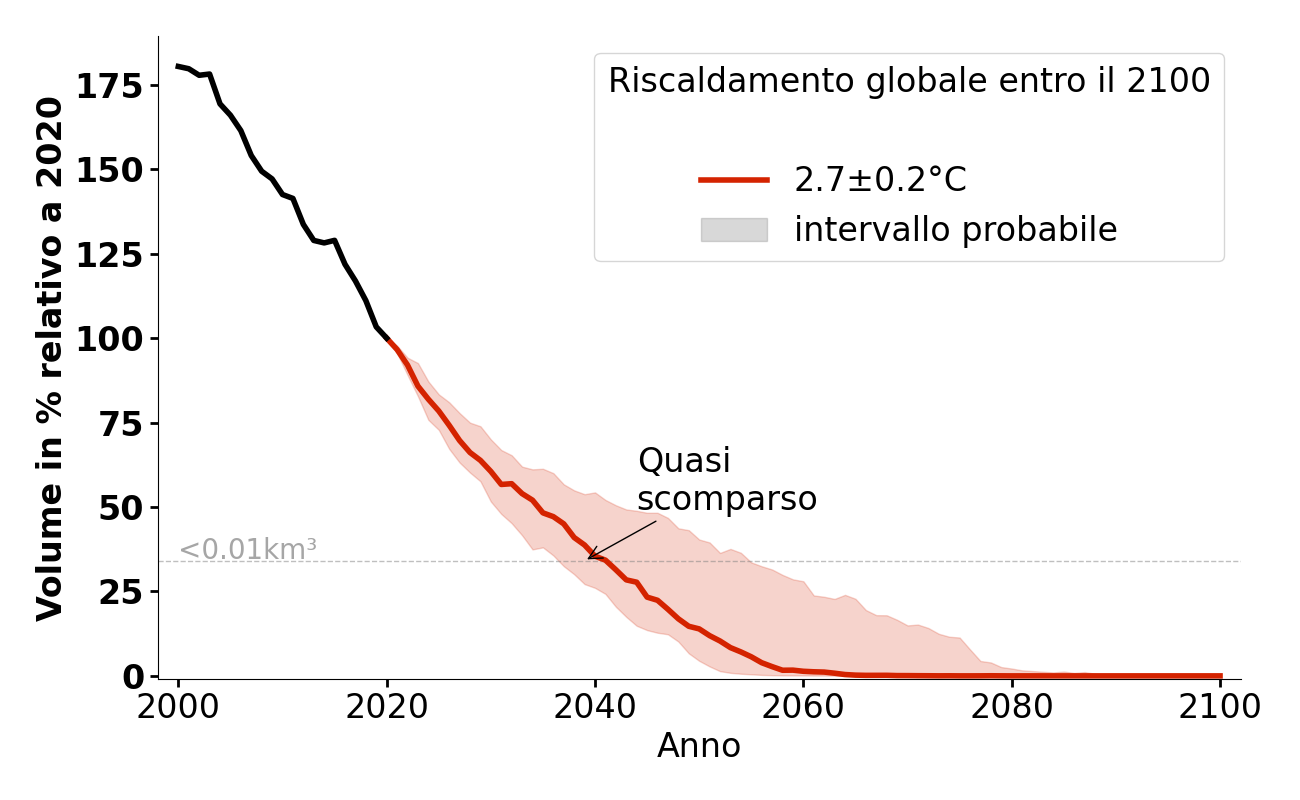 Riscaldamento globale entro il 2100
2.7±0.2°C
intervallo probabile
Volume in % relativo a 2020
175
150
125
100
75
50
25
0
Quasi
scomparso
<0.01km³
2000
2020
2040
2060
2080
2100
Anno